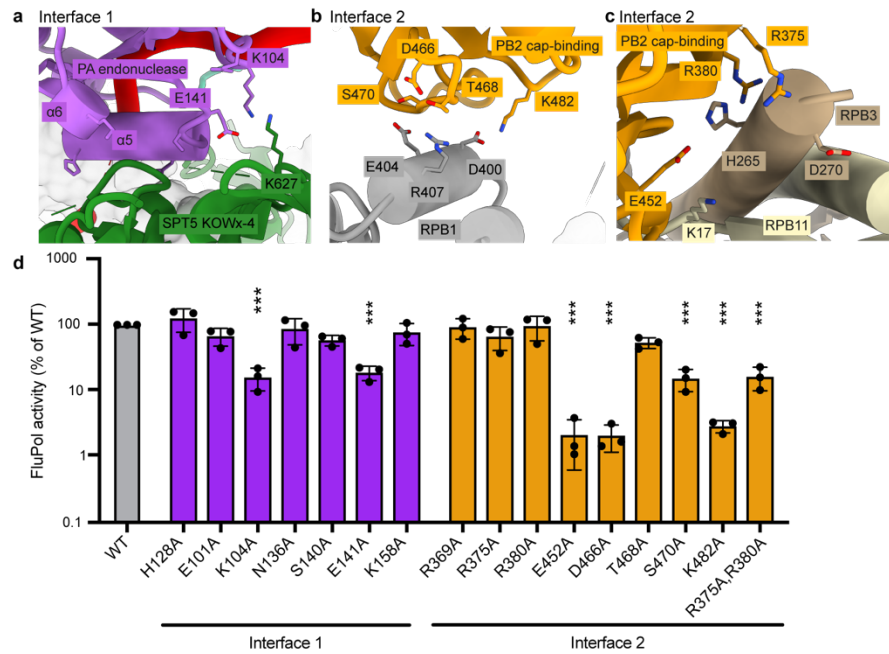 a Interface 1
K104
PA endonuclease
E141
α6
α5
K627
SPT5 KOWx-4
b Interface 2
D466
PB2 cap-binding
S470
T468
K482
E404
D400
R407
RPB1
c Interface 2
R375
PB2 cap-binding
R380
RPB3
H265
D270
E452
K17
RPB11
d
FluPol activity (% of WT)
1000
100
10
1
0.1
***
***
***
***
***
***
***
WT
H128A
E101A
K104A
N136A
S140A
E141A
K158A
R369A
R375A
R380A
E452A
D466A
T468A
S470A
K482A
R375A,R380A
Interface 1
Interface 2